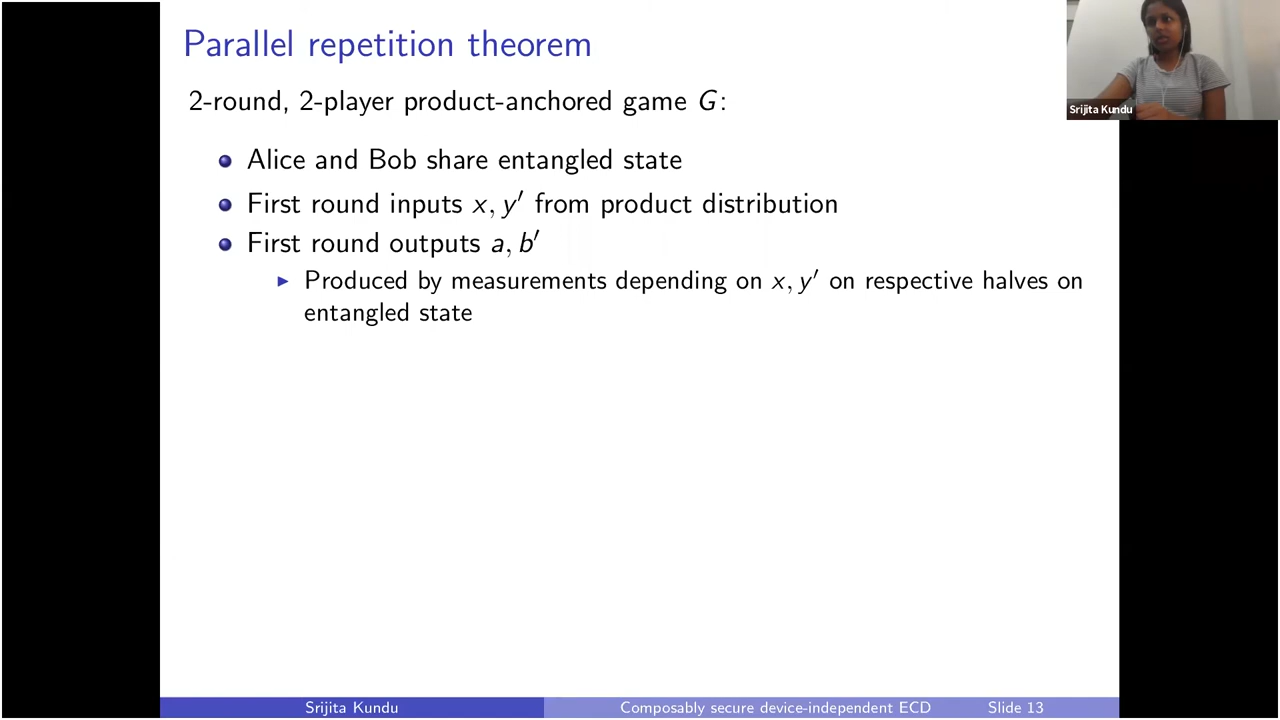 Parallel repetition theorem
2-round, 2-player product-anchored game G:
Alice and Bob share entangled state
First round inputs x, y′ from product distribution
First round outputs a, b′
Produced by measurements depending on x, y′ on respective halves on
entangled state
Srijita Kundu
Srijita Kundu Composably secure device-independent ECD Slide 13